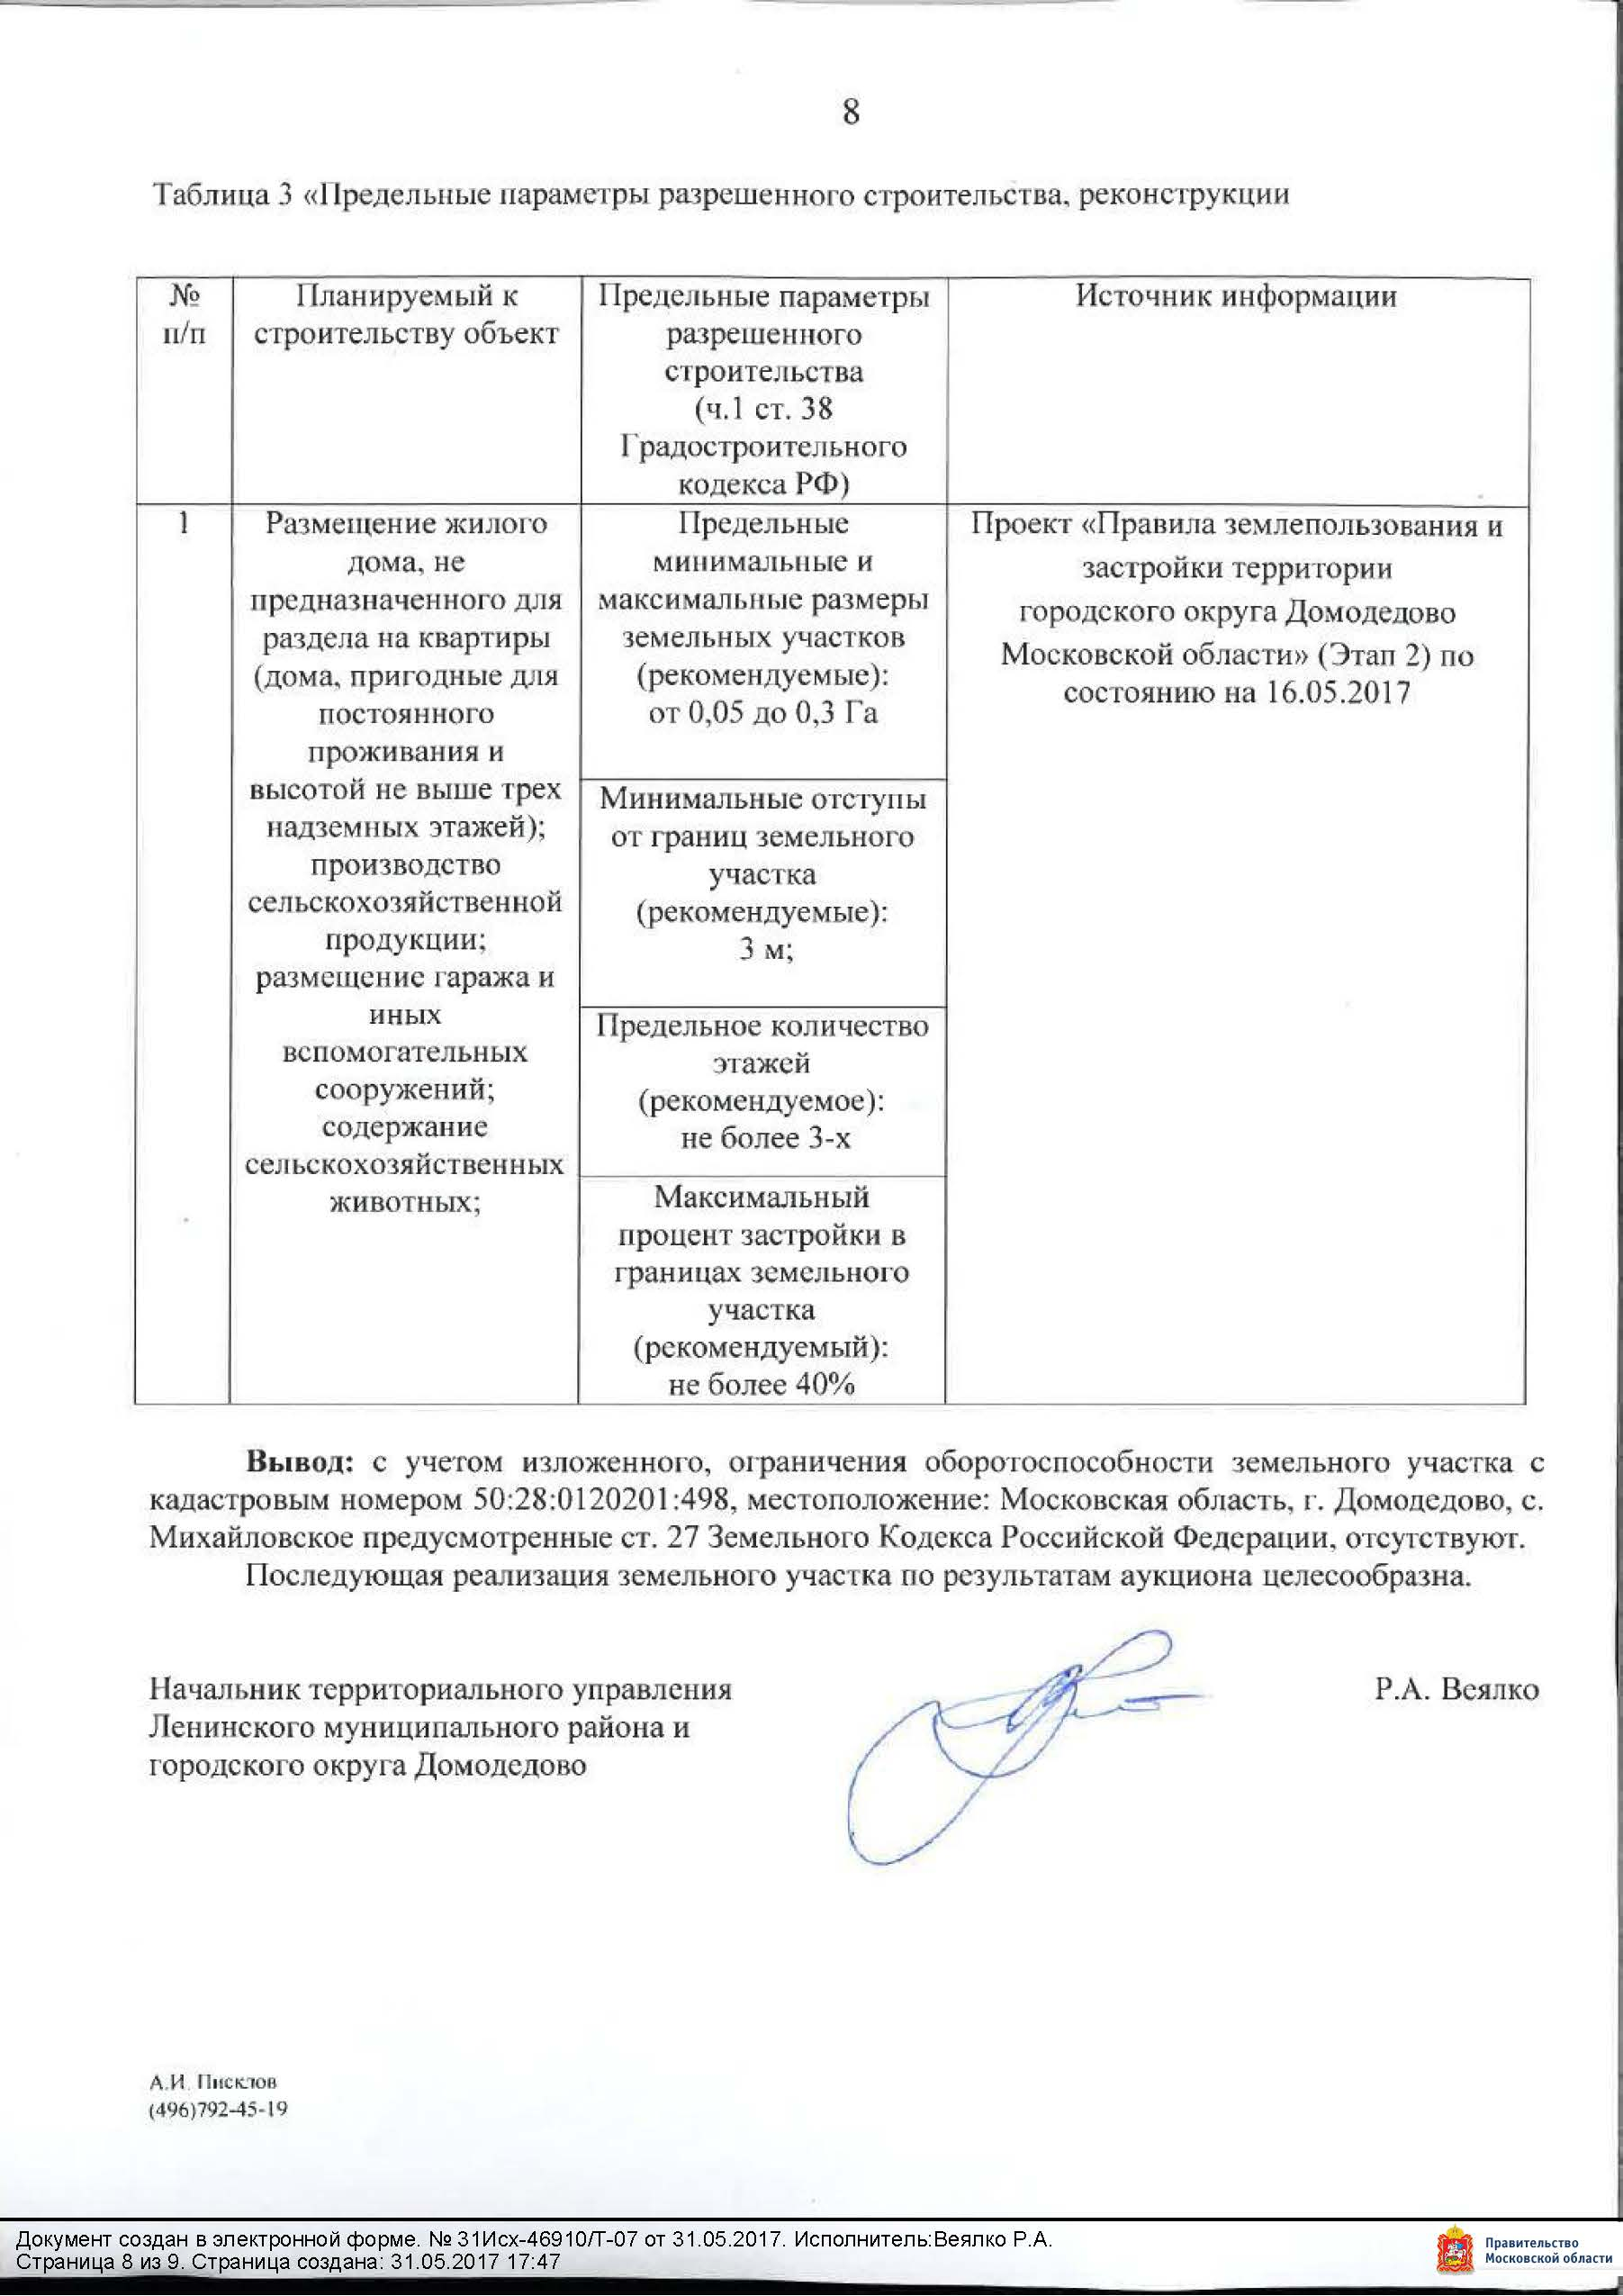 8
Таблица 3 «Предельные параметры разрешенного строительства, реконструкции
№
п/п
Планируемый к
строительству объект
Предельные параметры
разрешенного
строительства
(ч.1 ст. 38
Градостроительного
кодекса РФ)
Источник информации
1
Размещение жилого
дома, не
предназначенного для
раздела на квартиры
(дома, пригодные для
постоянного
проживания и
высотой не выше трех
надземных этажей);
производство
сельскохозяйственной
продукции;
размещение гаража и
иных
вспомогательных
сооружений;
содержание
сельскохозяйственных
животных;
Предельные
минимальные и
максимальные размеры
земельных участков
(рекомендуемые):
от 0,05 до 0,3 Га
Минимальные отступы
от границ земельного
участка
(рекомендуемые):
3 м;
Предельное количество
этажей
(рекомендуемое):
не более 3-х
Максимальный
процент застройки в
границах земельного
участка
(рекомендуемый):
не более 40%
Проект «Правила землепользования и
застройки территории
городского округа Домодедово
Московской области» (Этап 2) по
состоянию на 16.05.2017
Вывод: с учетом изложенного, ограничения оборотоспособности земельного участка с
кадастровым номером 50:28:0120201:498, местоположение: Московская область, г. Домодедово, с.
Михайловское предусмотренные ст. 27 Земельного Кодекса Российской Федерации, отсутствуют.
Последующая реализация земельного участка по результатам аукциона целесообразна.
Начальник территориального управления
Ленинского муниципального района и
городского округа Домодедово
Р.А. Веялко
А.И. Писклов
(496)792-45-19
Документ создан в электронной форме. № 31Исх-46910/Т-07 от 31.05.2017. Исполнитель:Веялко Р.А.
Страница 8 из 9. Страница создана: 31.05.2017 17:47
Правительство
Московской области